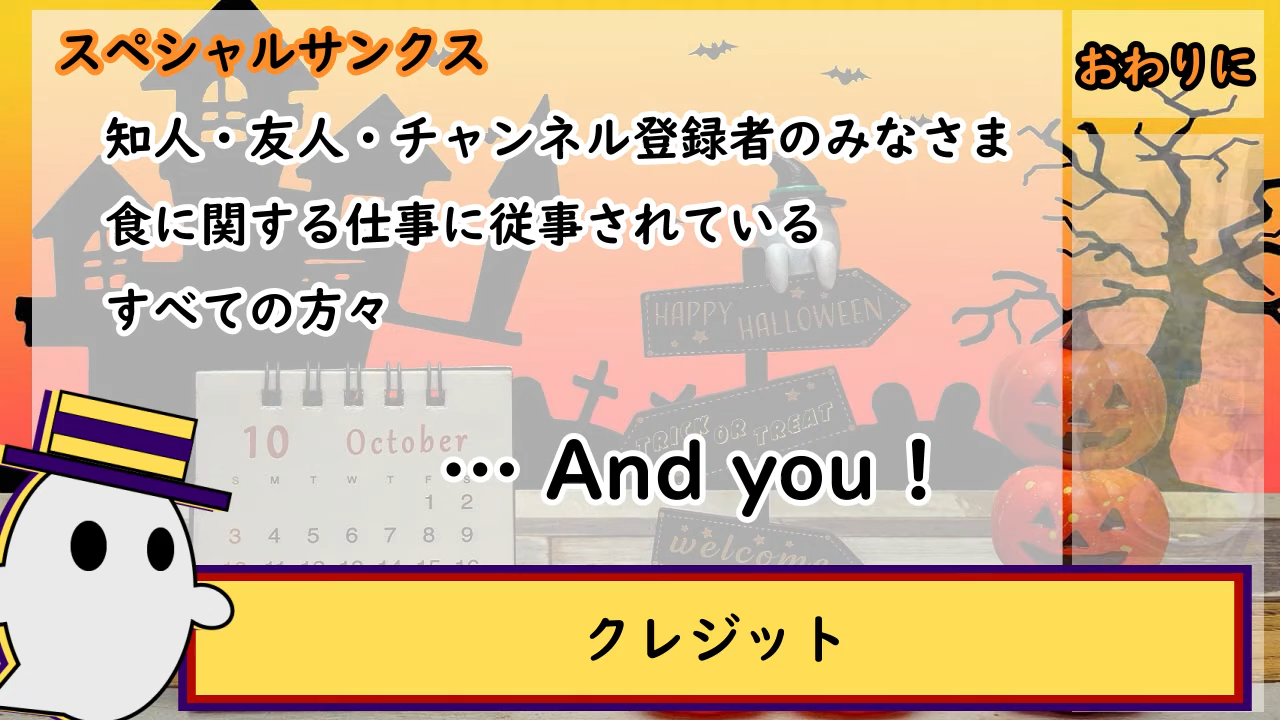 スペシャルサンクス
おわりに
知人・友人・チャンネル登録者のみなさま
食に関する仕事に従事されている
すべての方々
HAPPY HALLOWEEN
10 October
S M T W T F S
1 2
3 4 5 6 7 8 9
TRICK OR TREAT
… And you！
welcome
クレジット